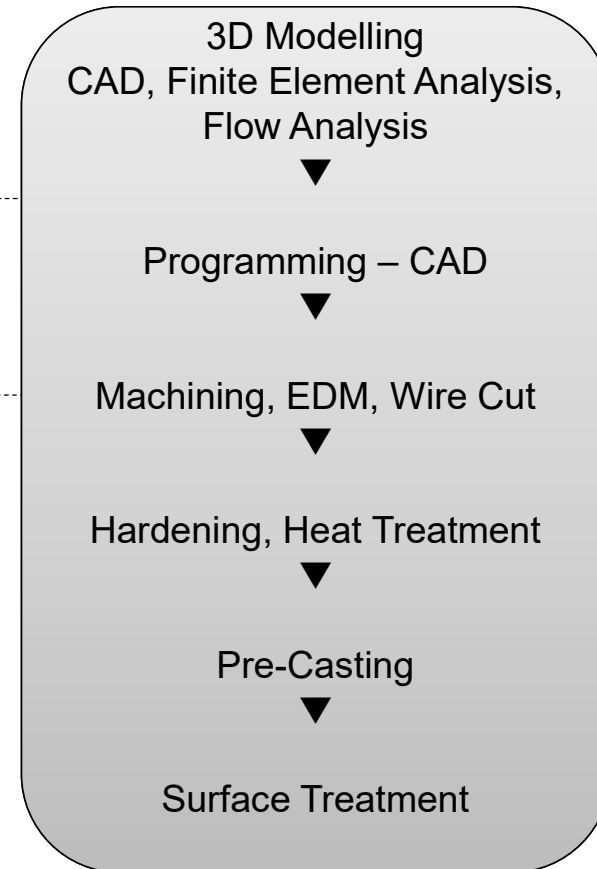 3D Modelling
CAD, Finite Element Analysis,
Flow Analysis
Programming – CAD
Machining, EDM, Wire Cut
Hardening, Heat Treatment
Pre-Casting
Surface Treatment